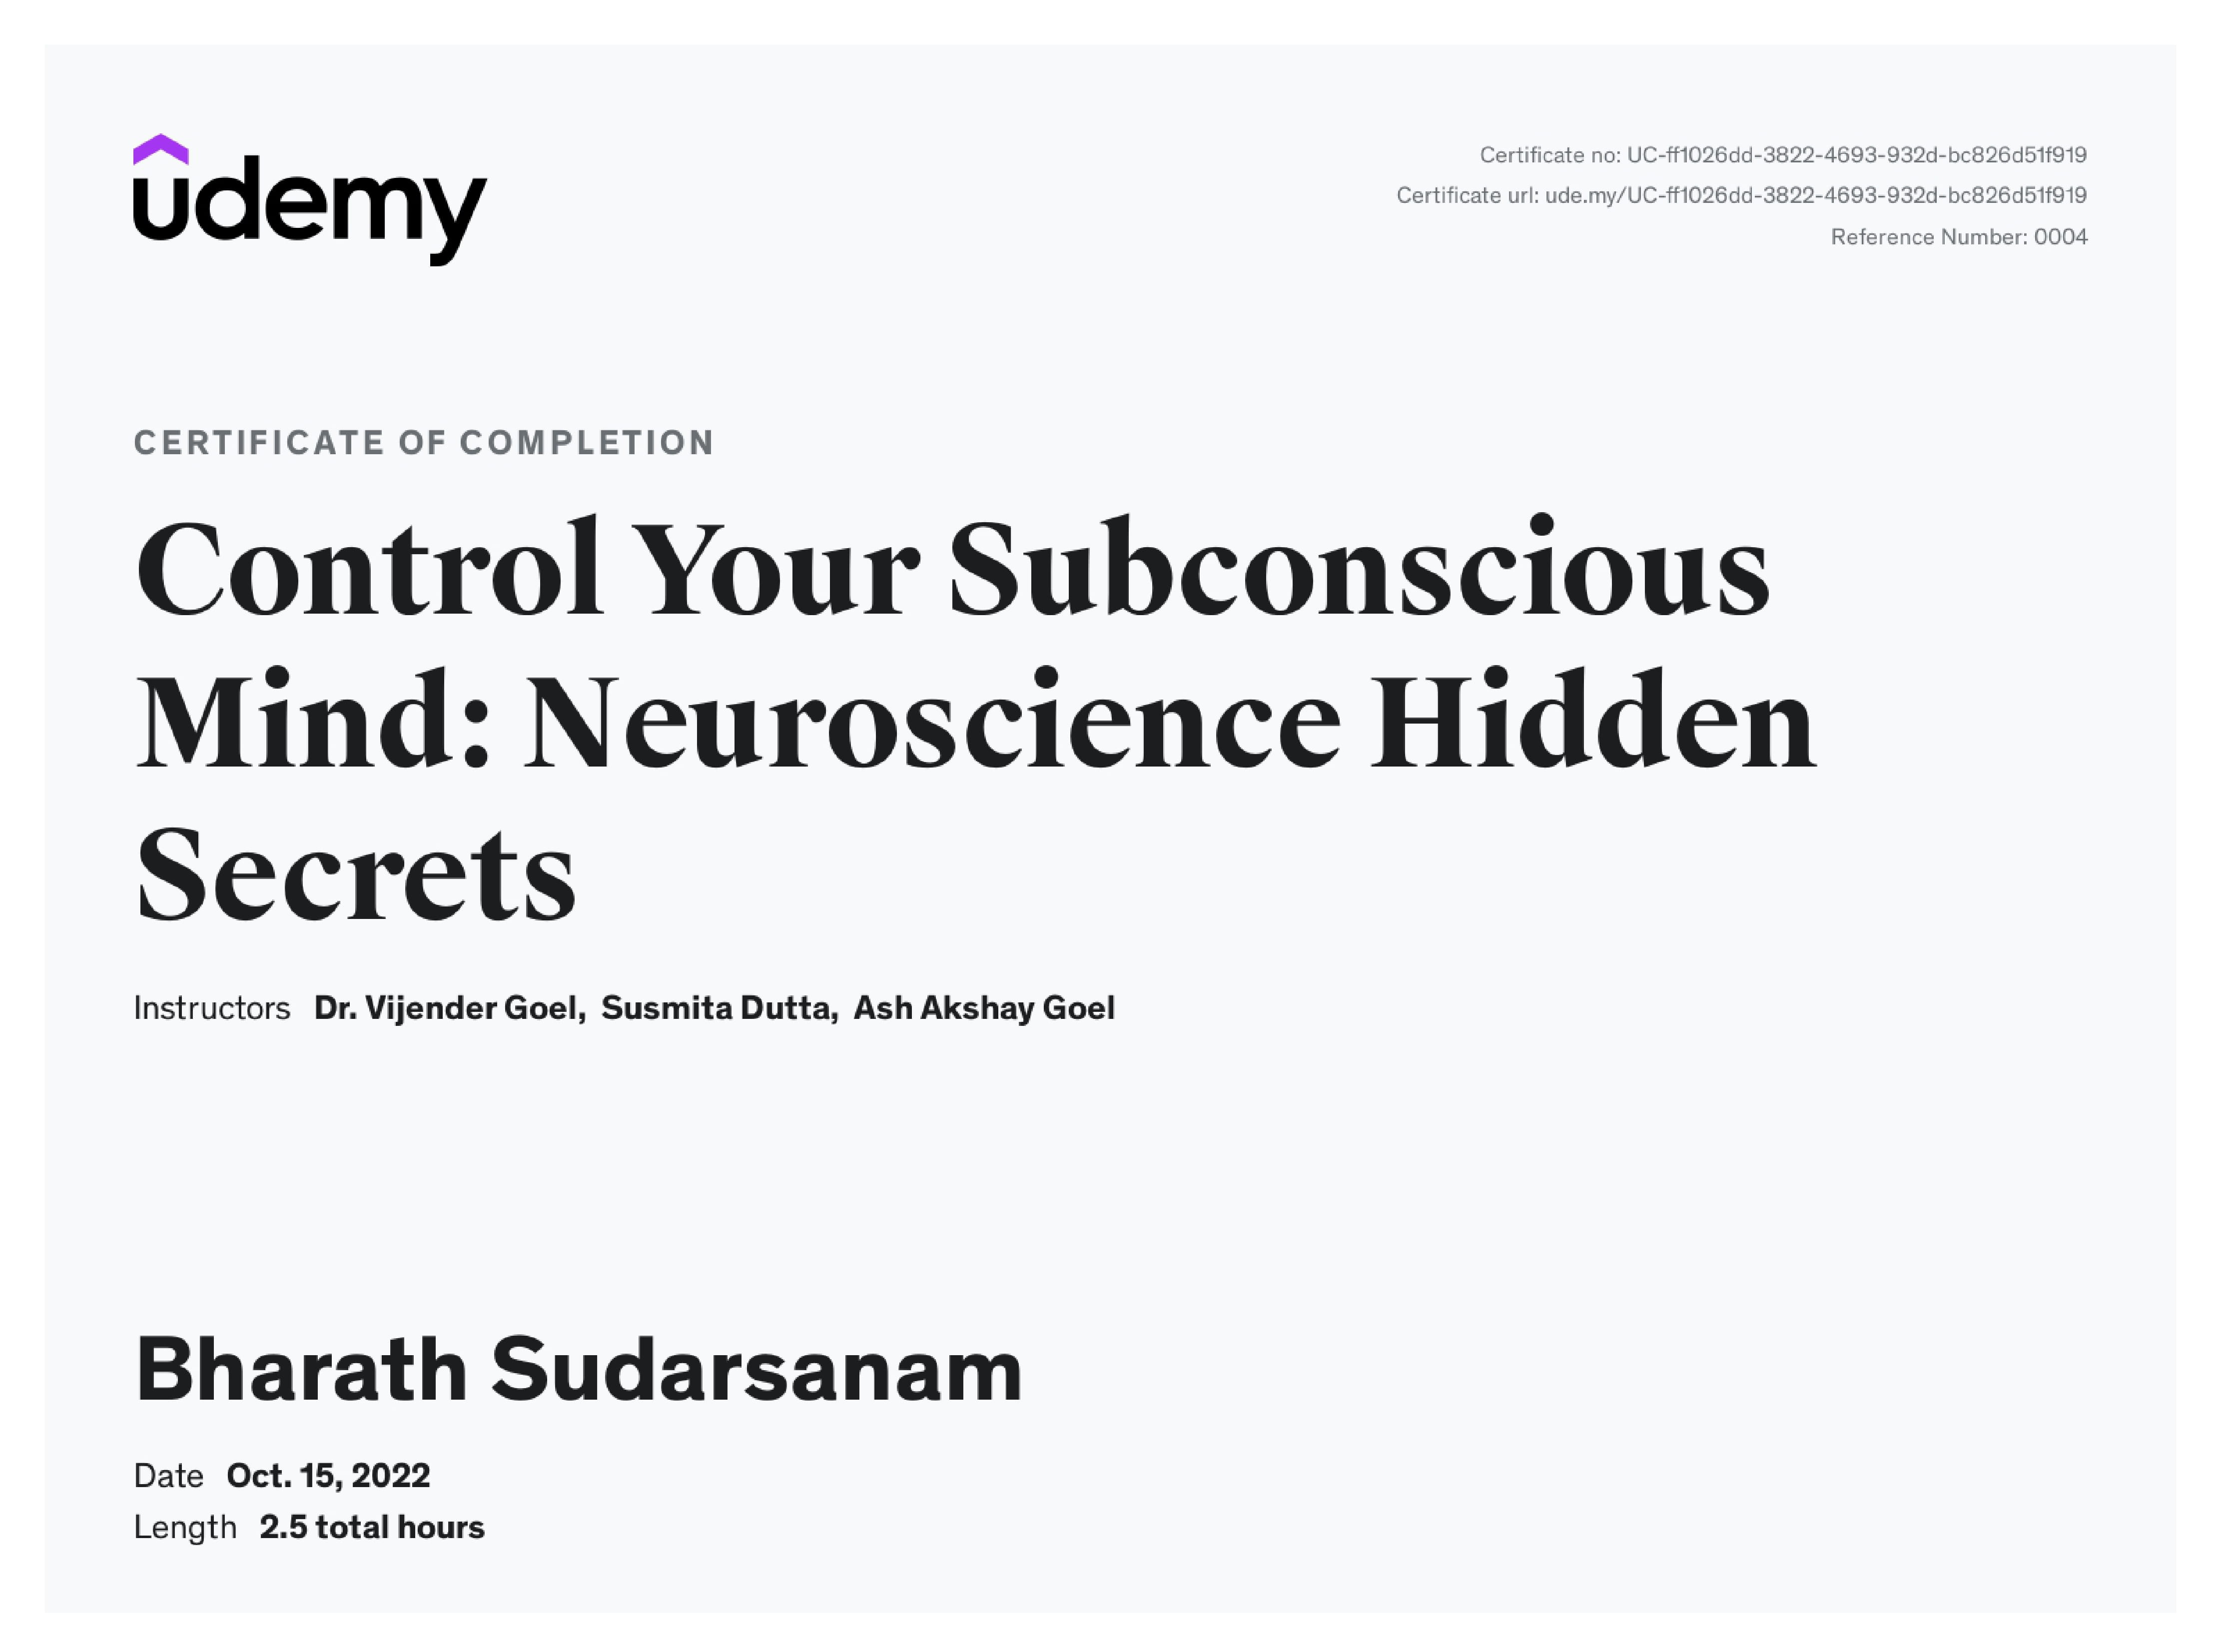 udemy
Certificate no: UC-ff1026dd-3822-4693-932d-bc826d51f919
Certificate url: ude.my/UC-ff1026dd-3822-4693-932d-bc826d51f919
Reference Number: 0004
CERTIFICATE OF COMPLETION
Control Your Subconscious
Mind: Neuroscience Hidden
Secrets
Instructors Dr. Vijender Goel, Susmita Dutta, Ash Akshay Goel
Bharath Sudarsanam
Date Oct. 15, 2022
Length 2.5 total hours